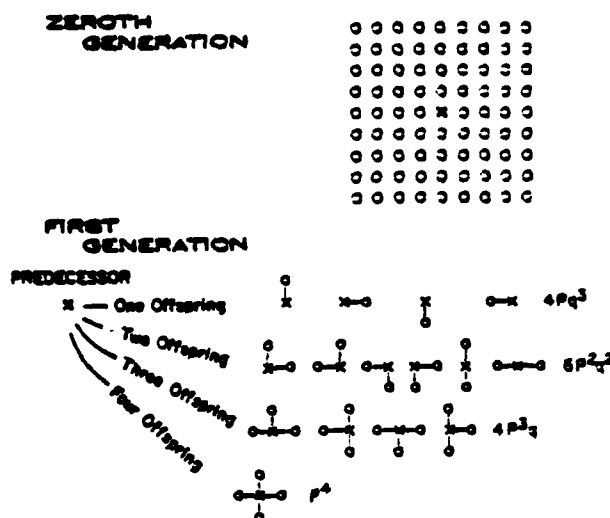 ZEROTH
GENERATION
FIRST
GENERATION
PREDECESSOR
x — One Offspring 4Pq³
Two Offspring 6P²q²
Three Offspring 4P³q
Four Offspring P⁴